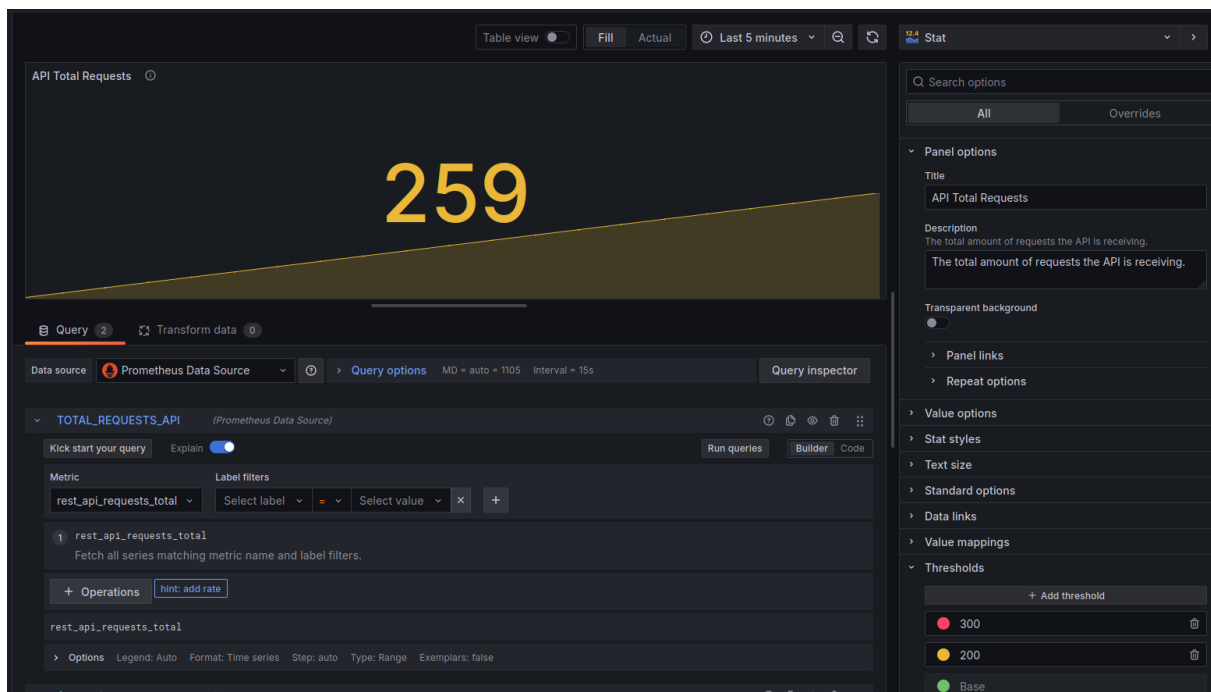 Table view Fill Actual Last 5 minutes
12.4 Stat
API Total Requests
259
Search options
All Overrides
Panel options
Title
API Total Requests
Description
The total amount of requests the API is receiving.
The total amount of requests the API is receiving.
Transparent background
Panel links
Repeat options
Value options
Stat styles
Text size
Standard options
Data links
Value mappings
Thresholds
+ Add threshold
300
200
Base
Query 2 Transform data 0
Data source Prometheus Data Source Query options MD = auto = 1105 Interval = 15s Query inspector
TOTAL_REQUESTS_API (Prometheus Data Source)
Kick start your query Explain Run queries Builder Code
Metric Label filters
rest_api_requests_total Select label = Select value × +
1 rest_api_requests_total
Fetch all series matching metric name and label filters.
+ Operations hint: add rate
rest_api_requests_total
Options Legend: Auto Format: Time series Step: auto Type: Range Exemplars: false